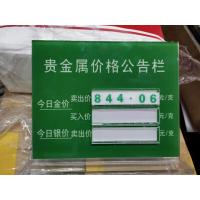 贵金属价格公告栏
今日金价 卖出价 844.06 元/克
买入价 元/克
今日银价 卖出价 元/克